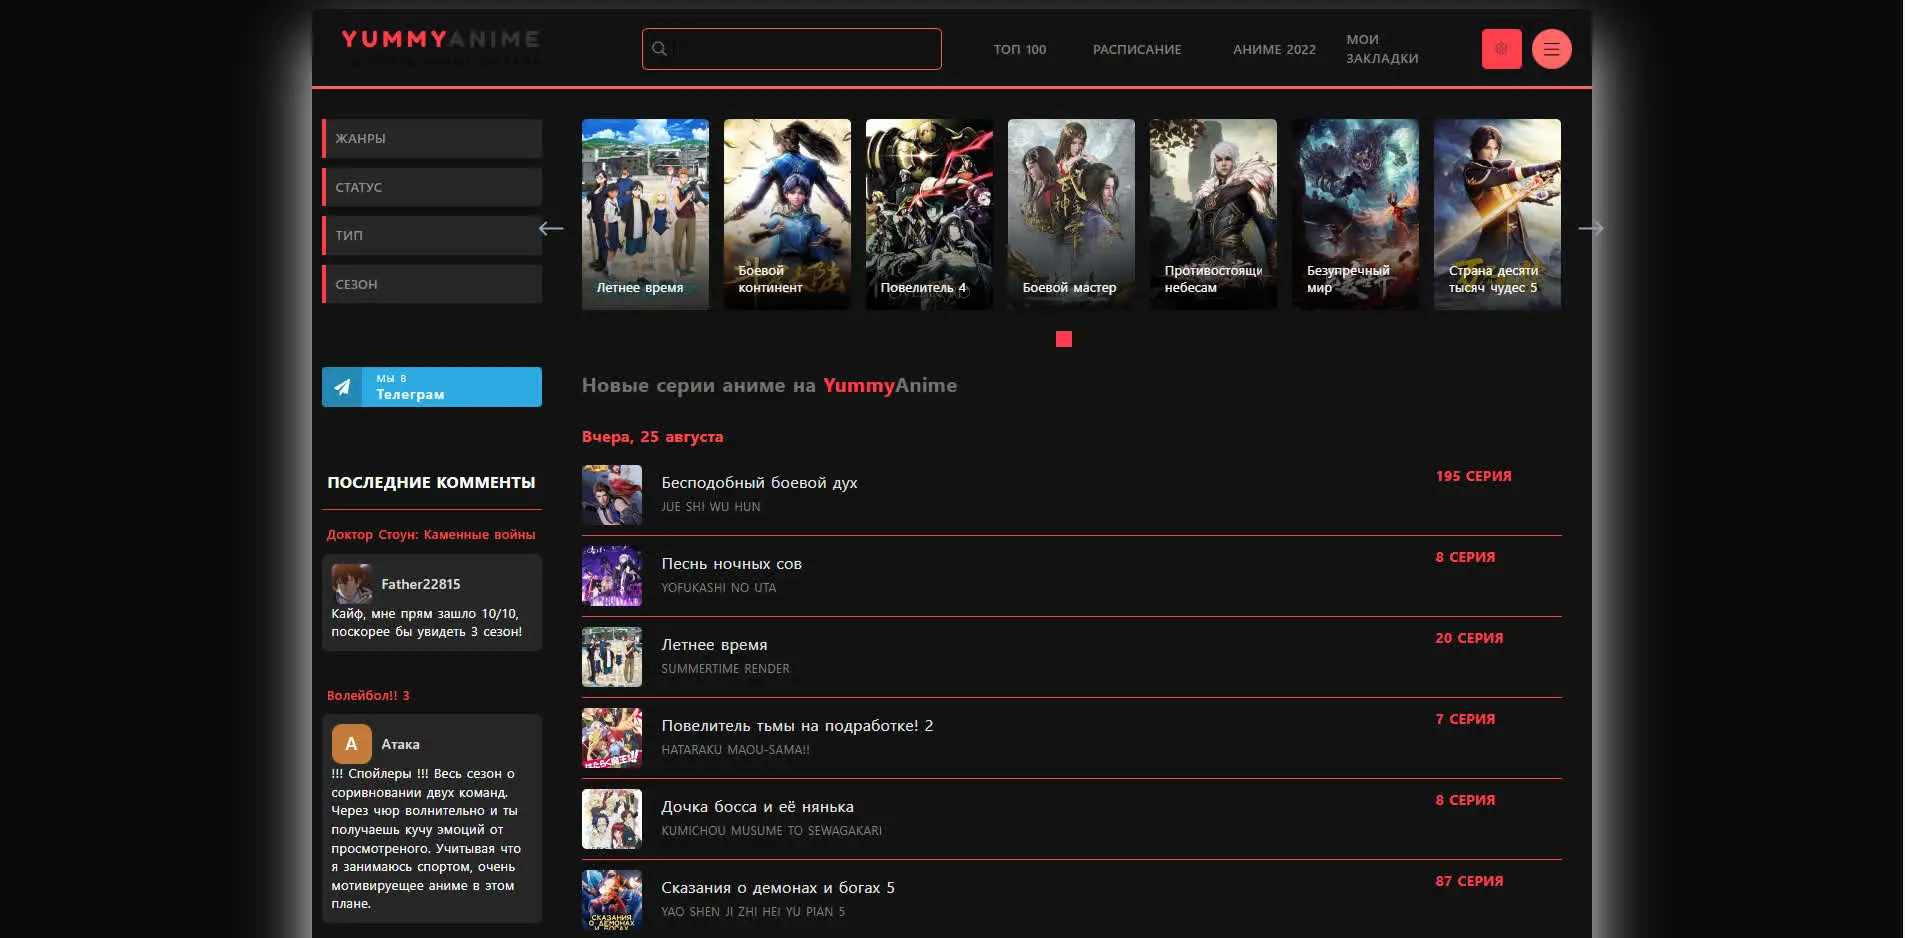 YUMMYANIME
ТОП 100
РАСПИСАНИЕ
АНИМЕ 2022
МОИ
ЗАКЛАДКИ
ЖАНРЫ
СТАТУС
ТИП
СЕЗОН
Летнее время
Боевой
континент
Повелитель 4
Боевой мастер
Противостоящи
небесам
Безупречный
мир
Страна десяти
тысяч чудес 5
мы в
Телеграм
ПОСЛЕДНИЕ КОММЕНТЫ
Доктор Стоун: Каменные войны
Father22815
Кайф, мне прям зашло 10/10,
поскорее бы увидеть 3 сезон!
Волейбол!! 3
А
Атака
!!! Спойлеры !!! Весь сезон о
соривновании двух команд.
Через чюр волнительно и ты
получаешь кучу эмоций от
просмотреного. Учитывая что
я занимаюсь спортом, очень
мотивирующее аниме в этом
плане.
Новые серии аниме на YummyAnime
Вчера, 25 августа
Бесподобный боевой дух
JUE SHI WU HUN
195 СЕРИЯ
Песнь ночных сов
YOFUKASHI NO UTA
8 СЕРИЯ
Летнее время
SUMMERTIME RENDER
20 СЕРИЯ
Повелитель тьмы на подработке! 2
HATARAKU MAOU-SAMA!!
7 СЕРИЯ
Дочка босса и её нянька
KUMICHOU MUSUME TO SEWAGAKARI
8 СЕРИЯ
СКАЗАНИЯ
О ДЕМОНАХ
И БОГАХ
Сказания о демонах и богах 5
YAO SHEN JI ZHI HEI YU PIAN 5
87 СЕРИЯ